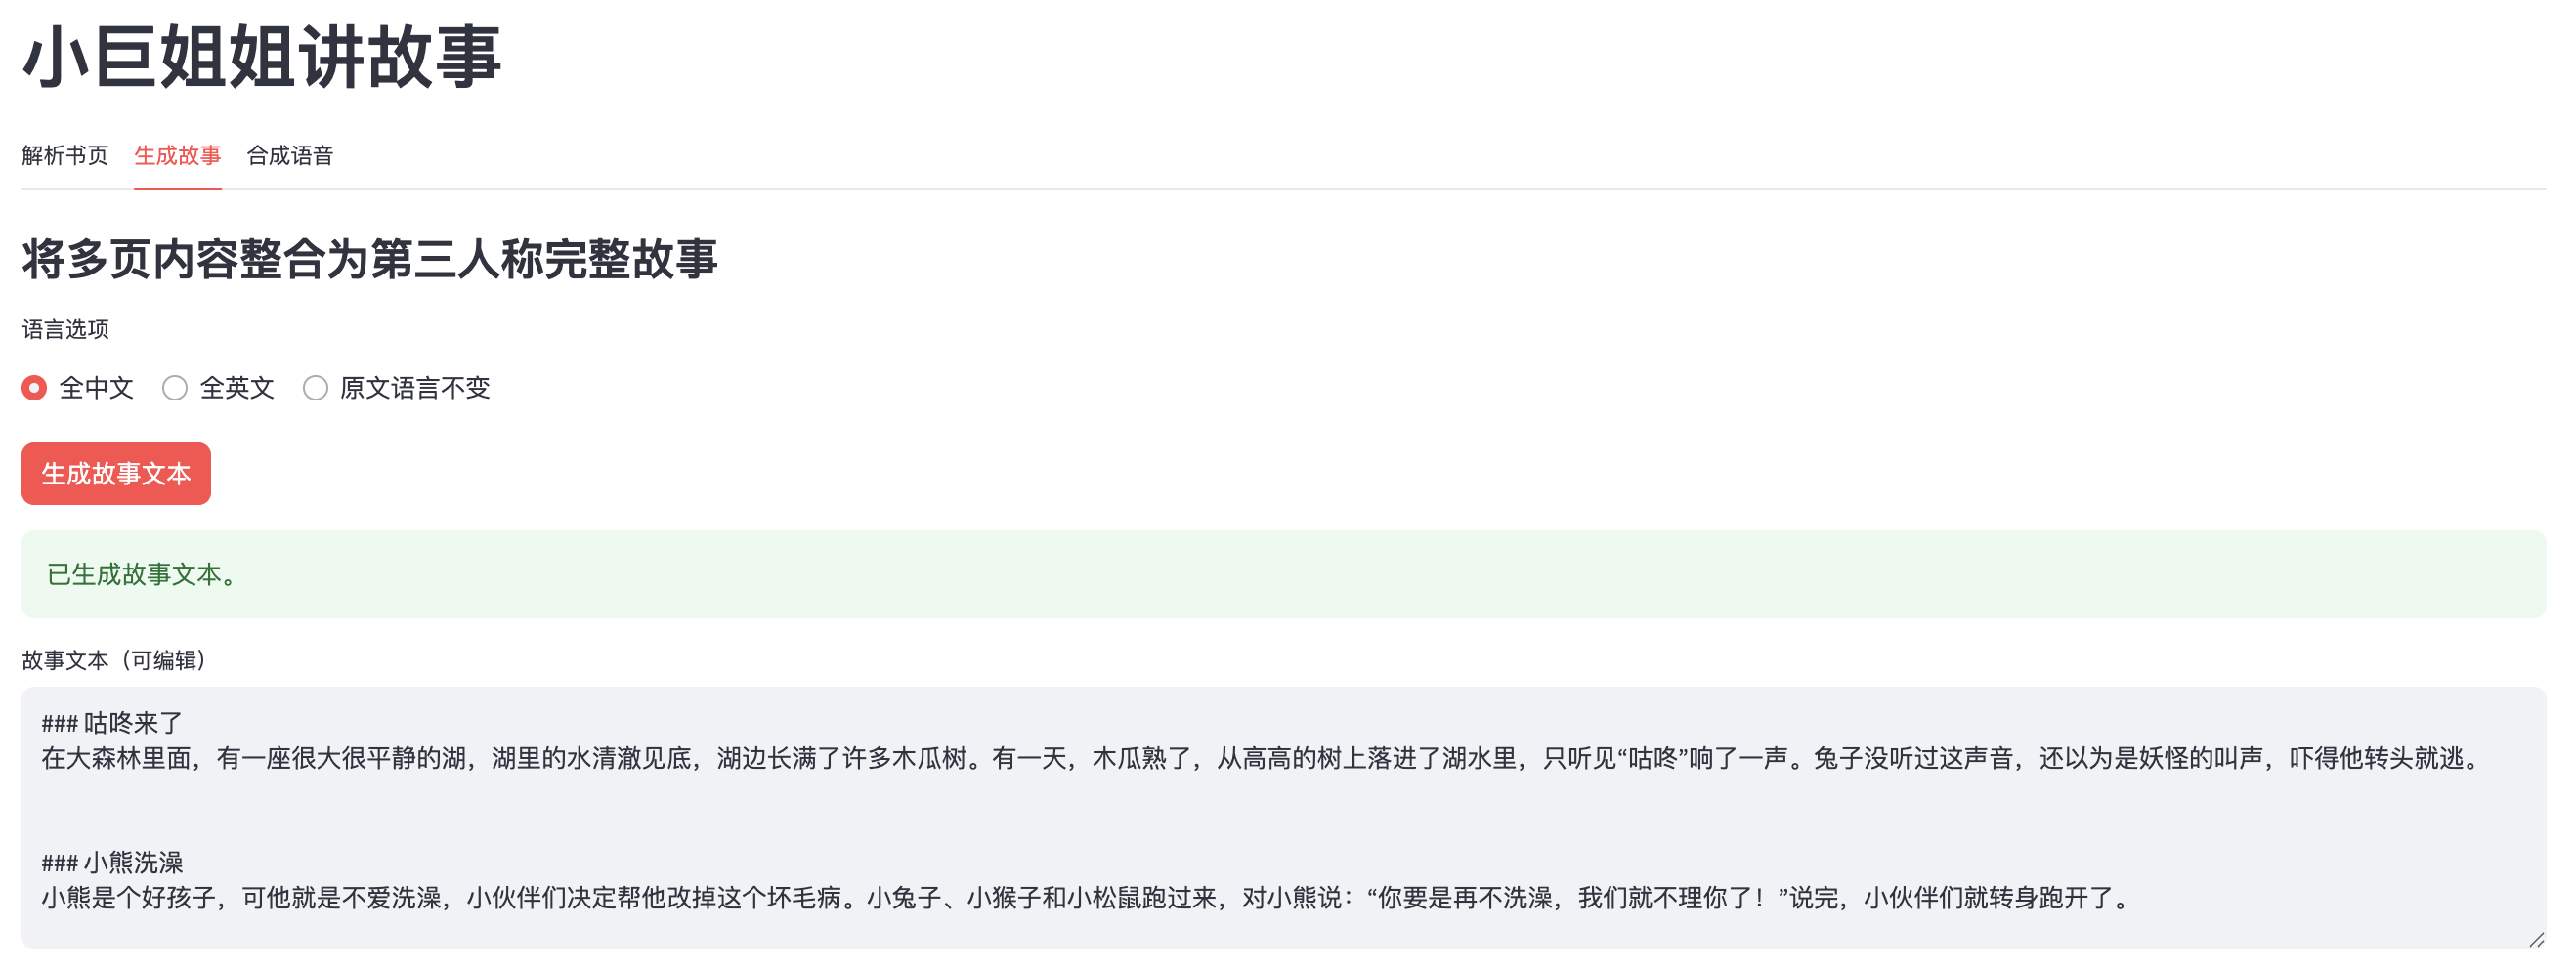 小巨姐姐讲故事
解析书页 生成故事 合成语音
将多页内容整合为第三人称完整故事
语言选项
全中文 全英文 原文语言不变
生成故事文本
已生成故事文本。
故事文本（可编辑）
### 咕咚来了
在大森林里面，有一座很大很平静的湖，湖里的水清澈见底，湖边长满了许多木瓜树。有一天，木瓜熟了，从高高的树上落进了湖水里，只听见“咕咚”响了一声。兔子没听过这声音，还以为是妖怪的叫声，吓得他转头就逃。
### 小熊洗澡
小熊是个好孩子，可他就是不爱洗澡，小伙伴们决定帮他改掉这个坏毛病。小兔子、小猴子和小松鼠跑过来，对小熊说：“你要是再不洗澡，我们就不理你了！”说完，小伙伴们就转身跑开了。